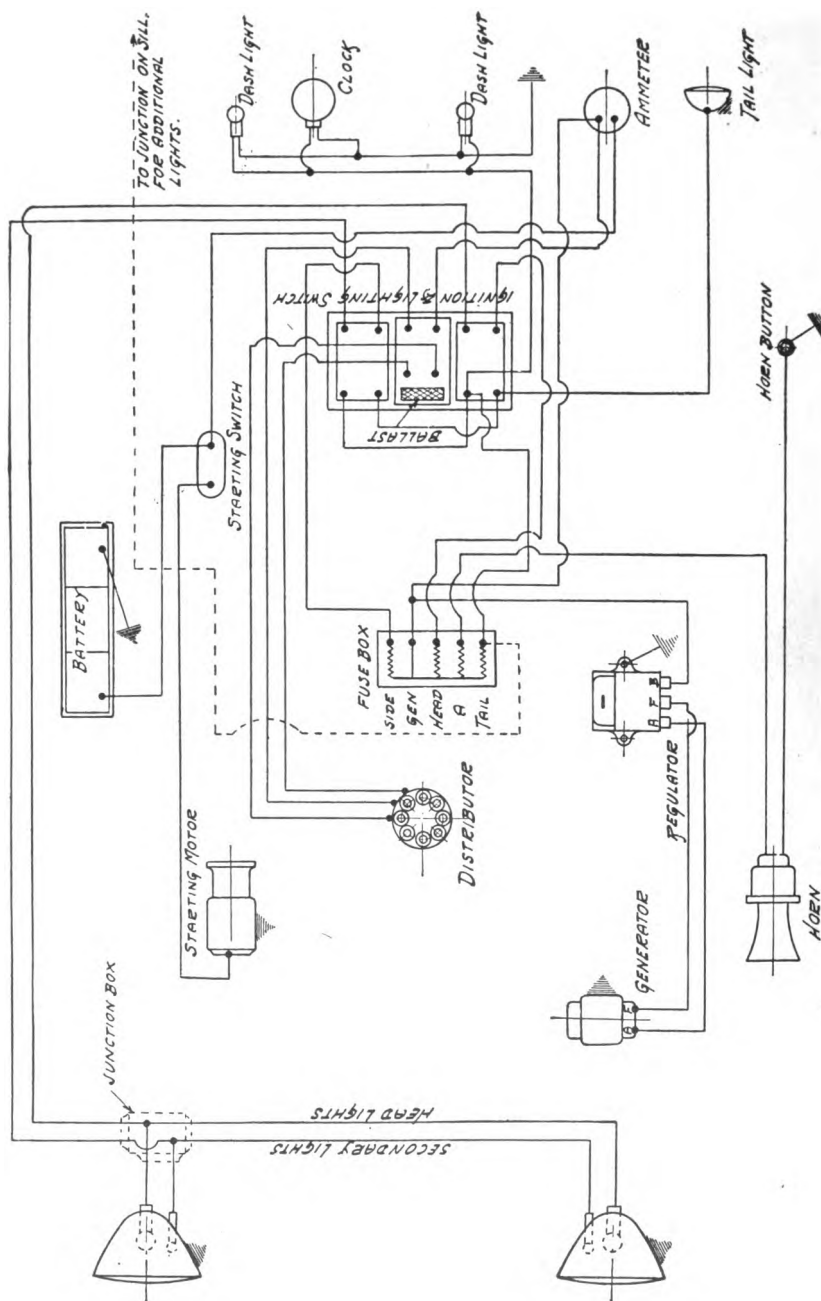 TO JUNCTION ON SILL,
FOR ADDITIONAL
LIGHTS.
DASH LIGHT
CLOCK
DASH LIGHT
AMMETER
TAIL LIGHT
IGNITION & LIGHTING SWITCH
BALLAST
HORN BUTTON
STARTING SWITCH
BATTERY
FUSE BOX
SIDE
GEN
HEAD
A
TAIL
A F B
REGULATOR
DISTRIBUTOR
STARTING MOTOR
GENERATOR
A F
HORN
JUNCTION BOX
HEAD LIGHTS
SECONDARY LIGHTS